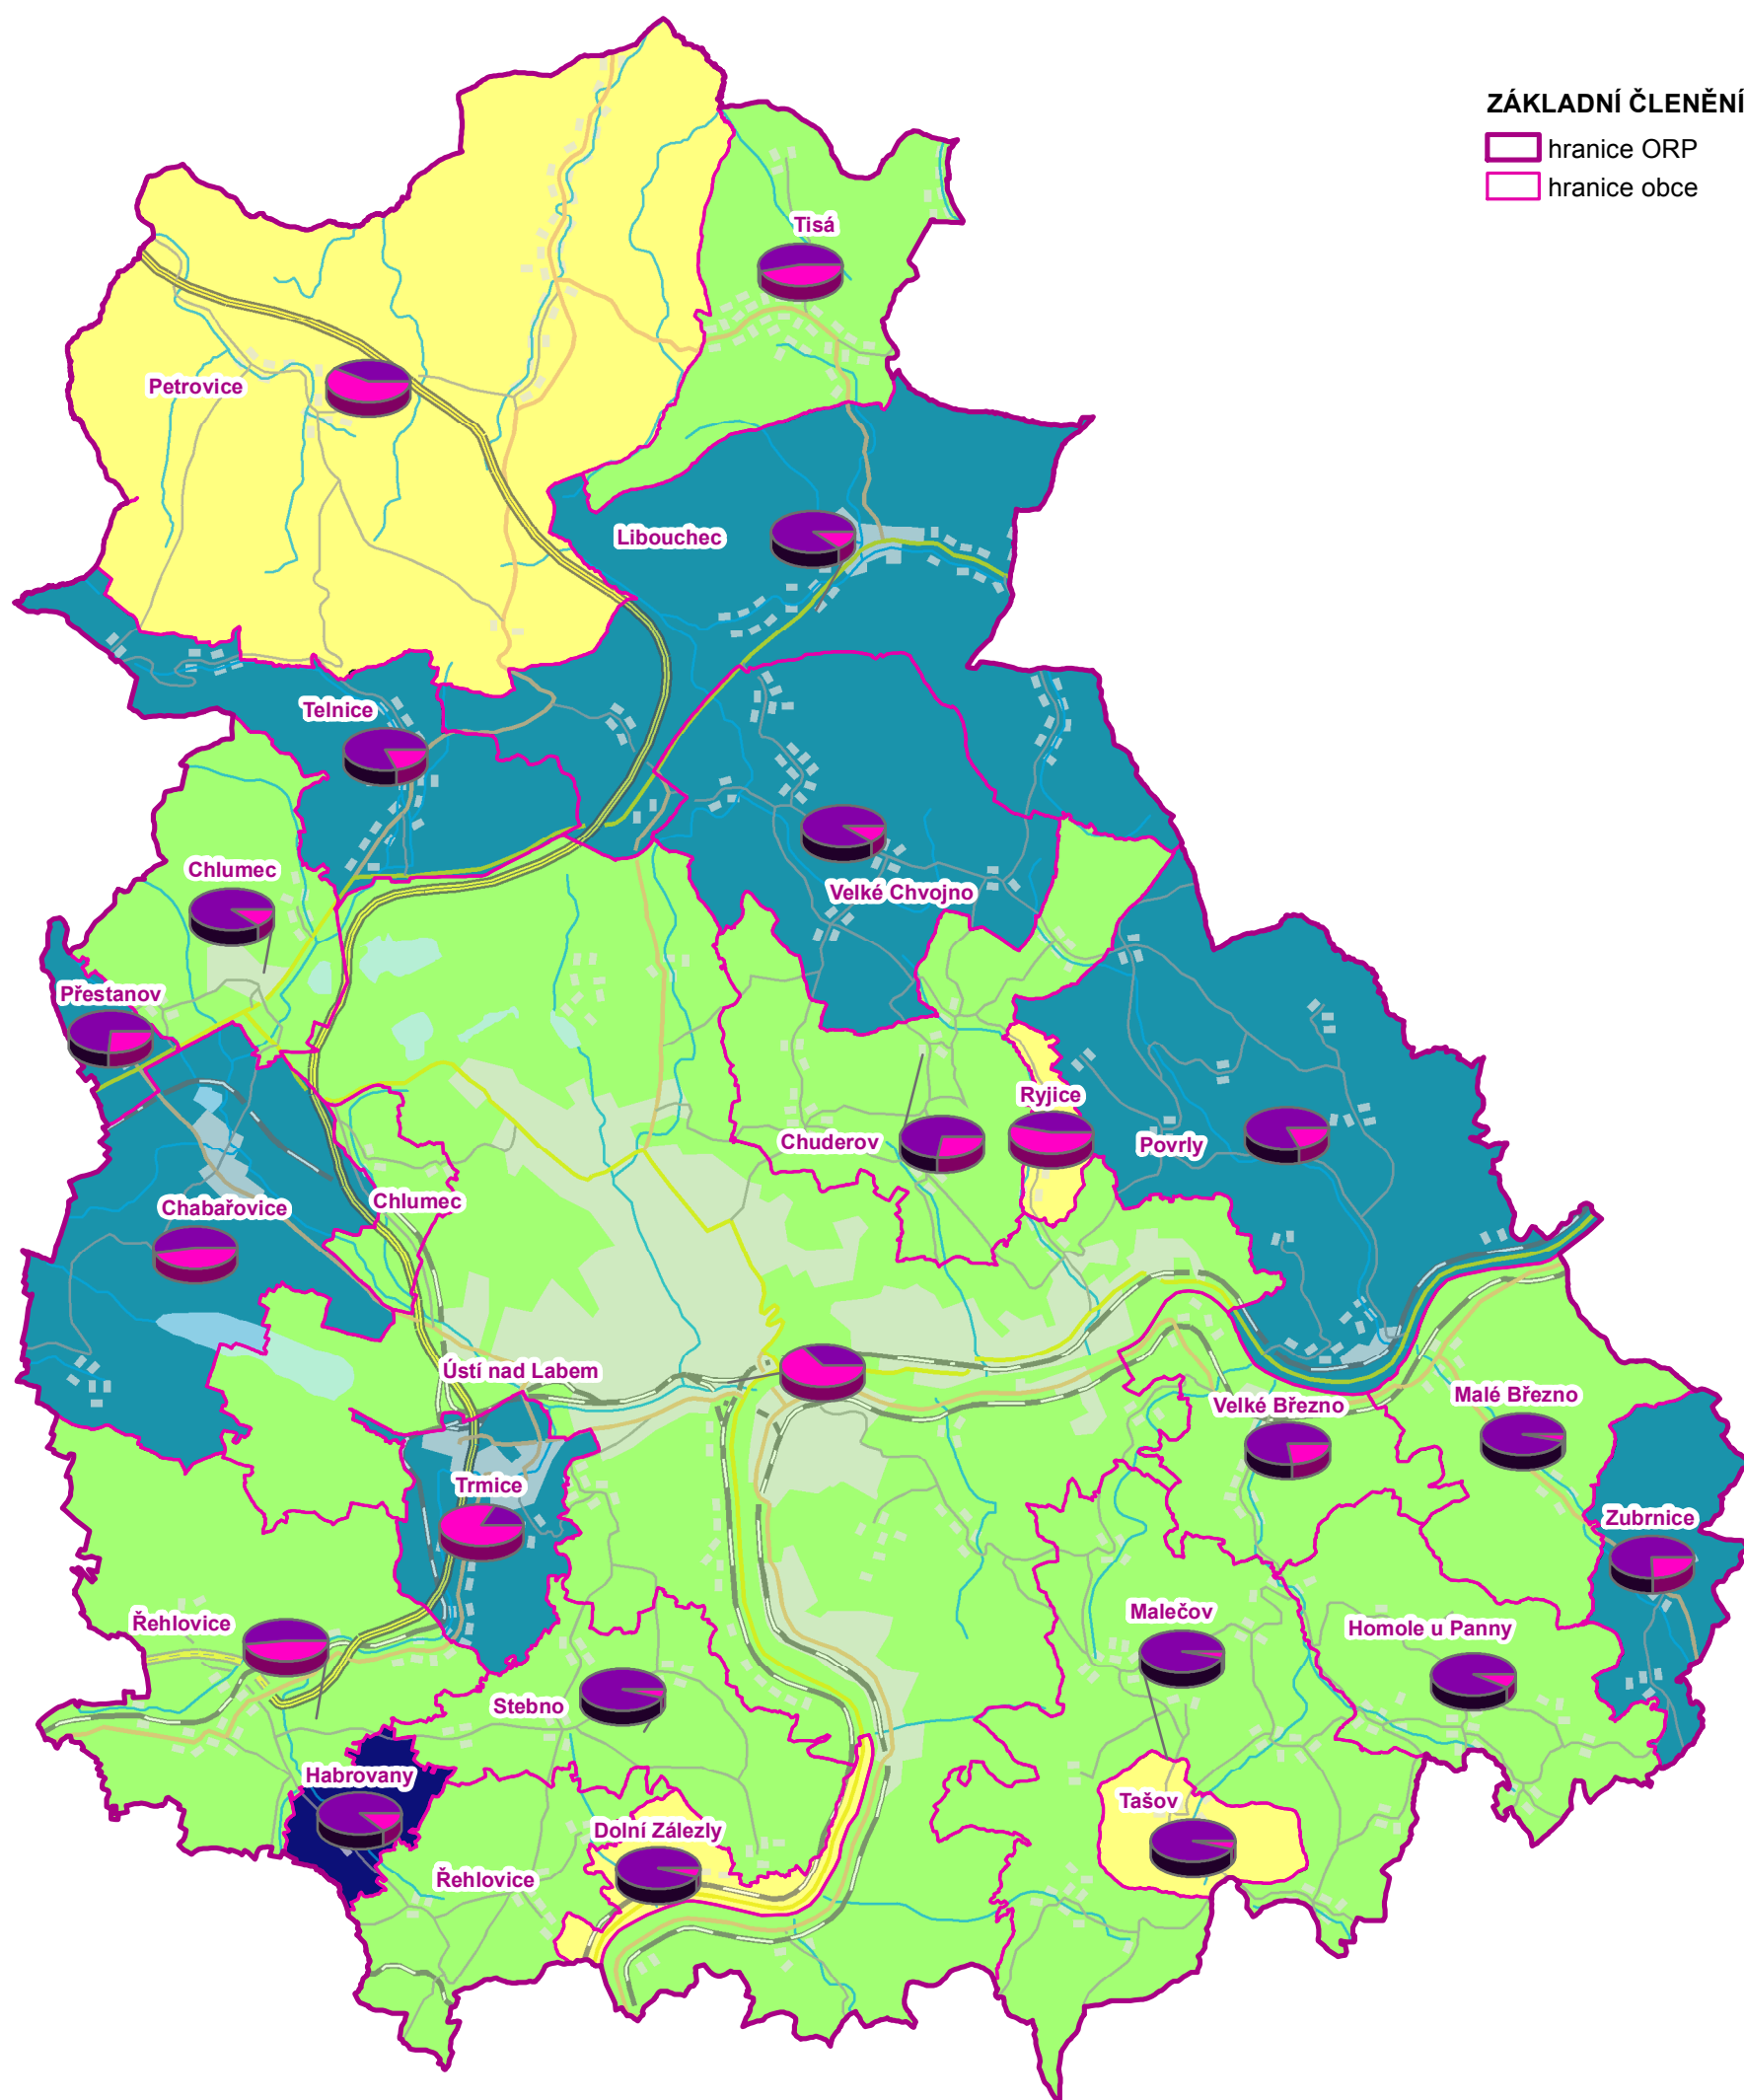 ZÁKLADNÍ ČLENĚNÍ
hranice ORP
hranice obce
Tisá
Petrovice
Libouchec
Telnice
Chlumec
Velké Chvojno
Přestanov
Ryjice
Chuderov
Povrly
Chlumec
Chabařovice
Ústí nad Labem
Malé Březno
Velké Březno
Trmice
Zubrnice
Malečov
Řehlovice
Homole u Panny
Stebno
Habrovany
Tašov
Dolní Zálezly
Řehlovice